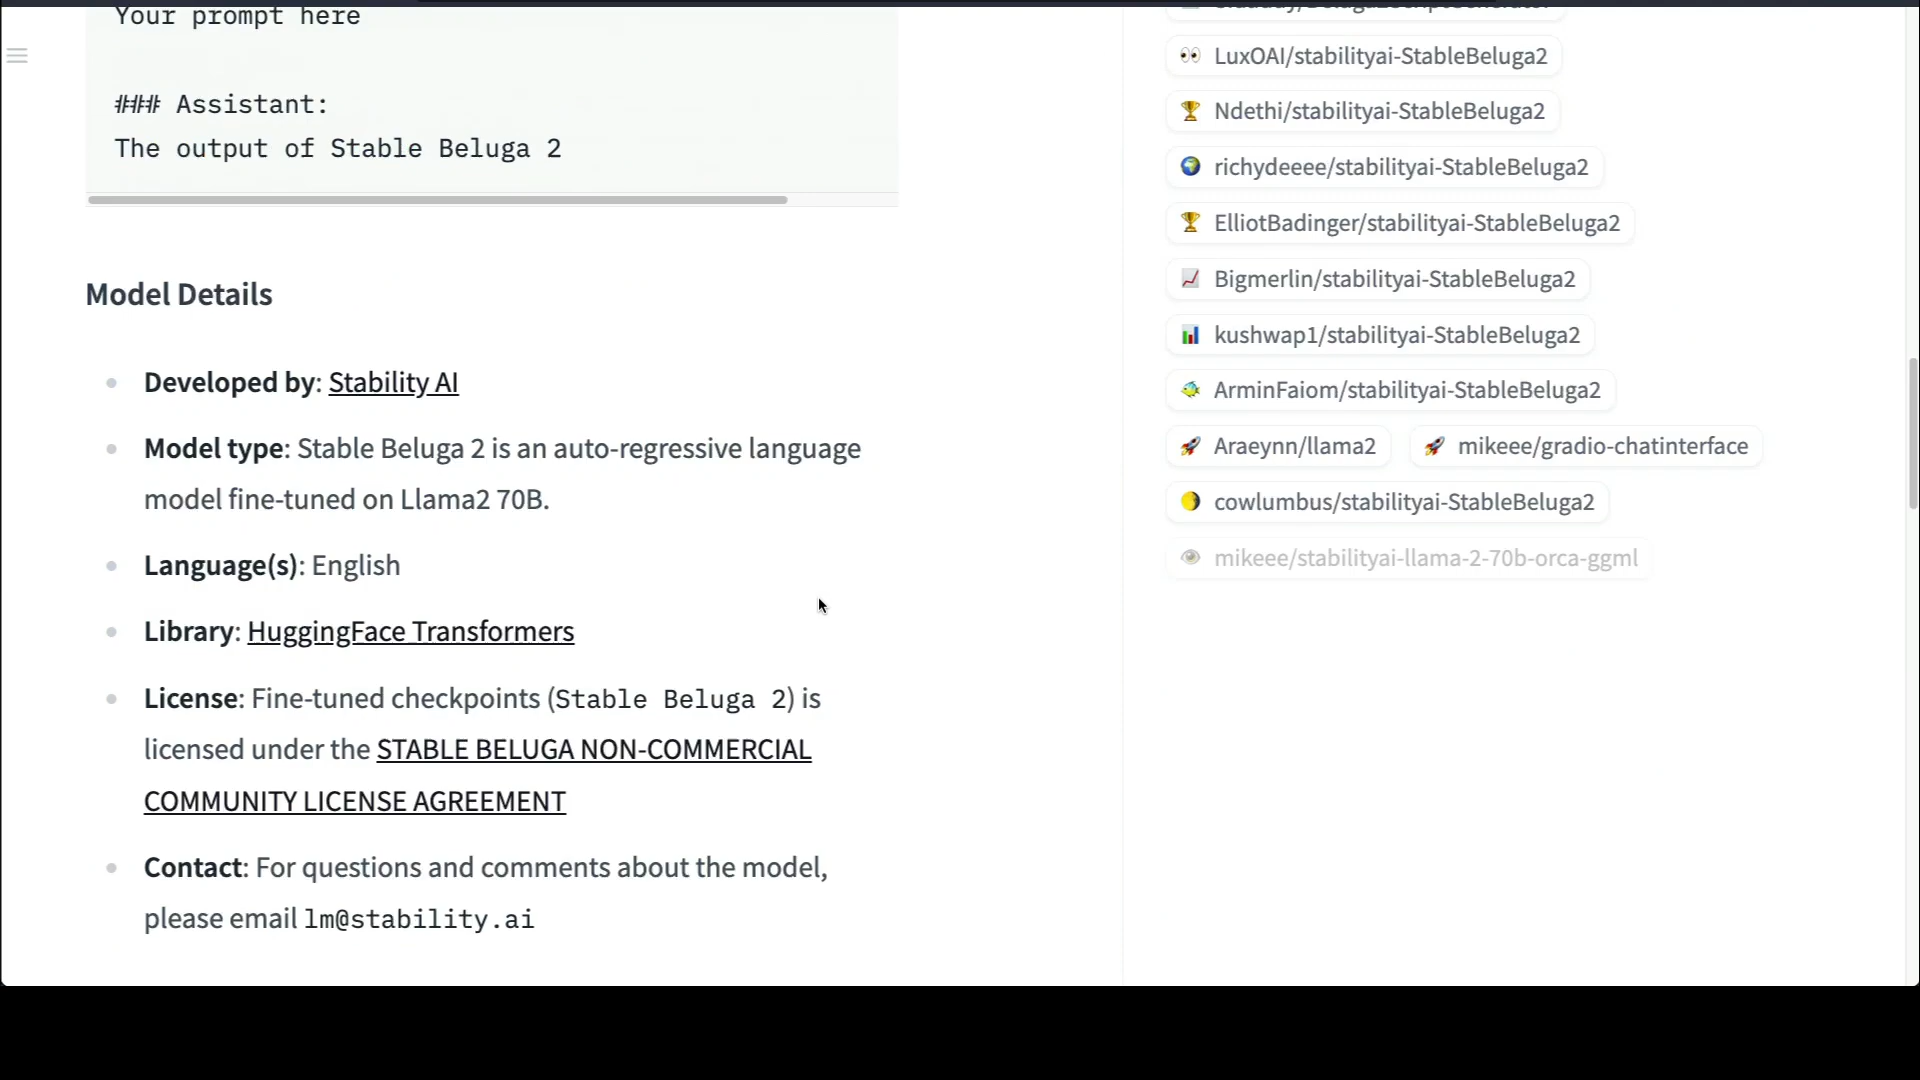 Your prompt here
### Assistant:
The output of Stable Beluga 2
Model Details
Developed by: Stability AI
Model type: Stable Beluga 2 is an auto-regressive language
model fine-tuned on Llama2 70B.
Language(s): English
Library: HuggingFace Transformers
License: Fine-tuned checkpoints (Stable Beluga 2) is
licensed under the STABLE BELUGA NON-COMMERCIAL
COMMUNITY LICENSE AGREEMENT
Contact: For questions and comments about the model,
please email lm@stability.ai
LuxOAI/stabilityai-StableBeluga2
Ndethi/stabilityai-StableBeluga2
richydeeee/stabilityai-StableBeluga2
ElliotBadinger/stabilityai-StableBeluga2
Bigmerlin/stabilityai-StableBeluga2
kushwap1/stabilityai-StableBeluga2
ArminFaiom/stabilityai-StableBeluga2
Araeynn/llama2 mikeee/gradio-chatinterface
cowlumbus/stabilityai-StableBeluga2
mikeee/stabilityai-llama-2-70b-orca-ggml